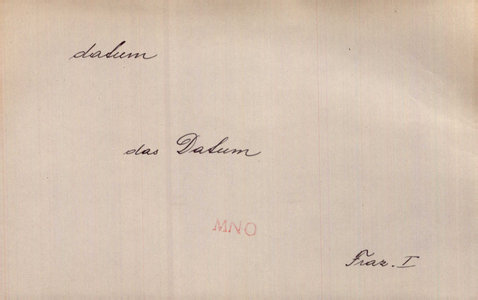 datum
das Datum
MNO
Fraz. I